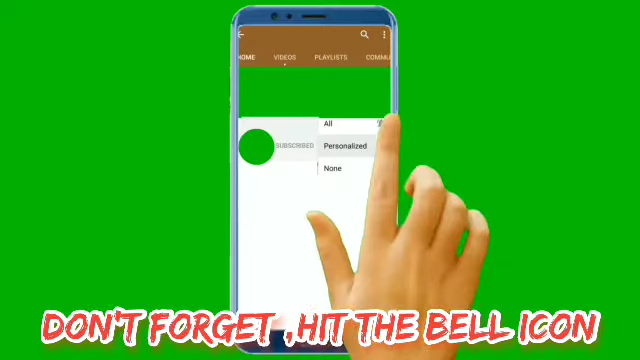 HOME VIDEOS PLAYLISTS COMMU
All
SUBSCRIBED Personalized
None
DON'T FORGET ,HIT THE BELL ICON